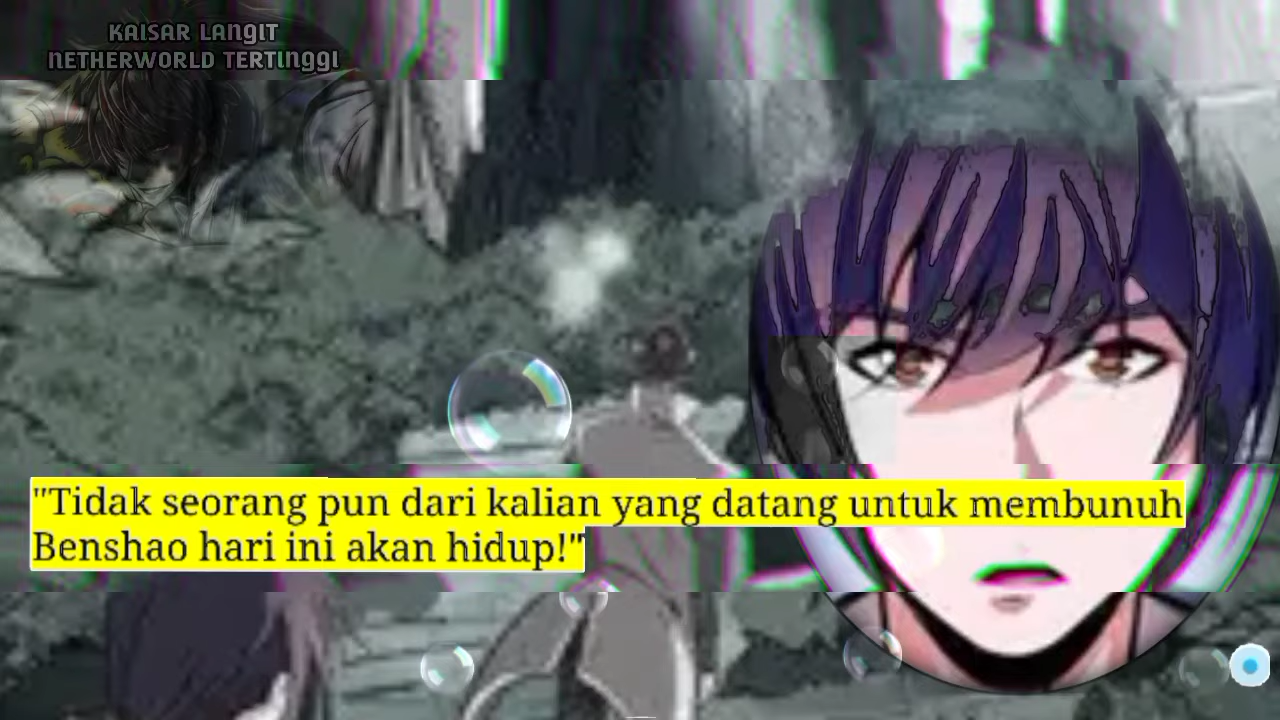 KAISAR LANGIT
NETHERWORLD TERTINGGI
"Tidak seorang pun dari kalian yang datang untuk membunuh
Benshao hari ini akan hidup!"